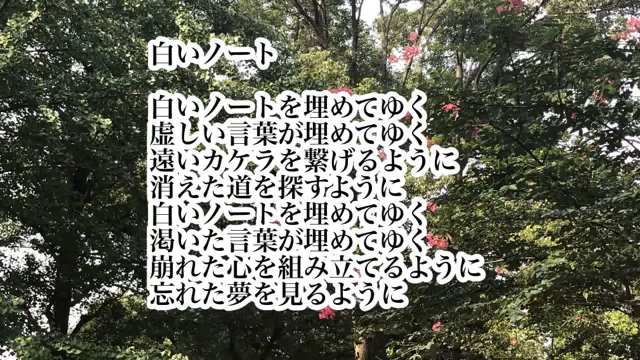 白いノート
白いノートを埋めてゆく
虚しい言葉が埋めてゆく
遠いカケラを繋げるように
消えた道を探すように
白いノートを埋めてゆく
渇いた言葉が埋めてゆく
崩れた心を組み立てるように
忘れた夢を見るように